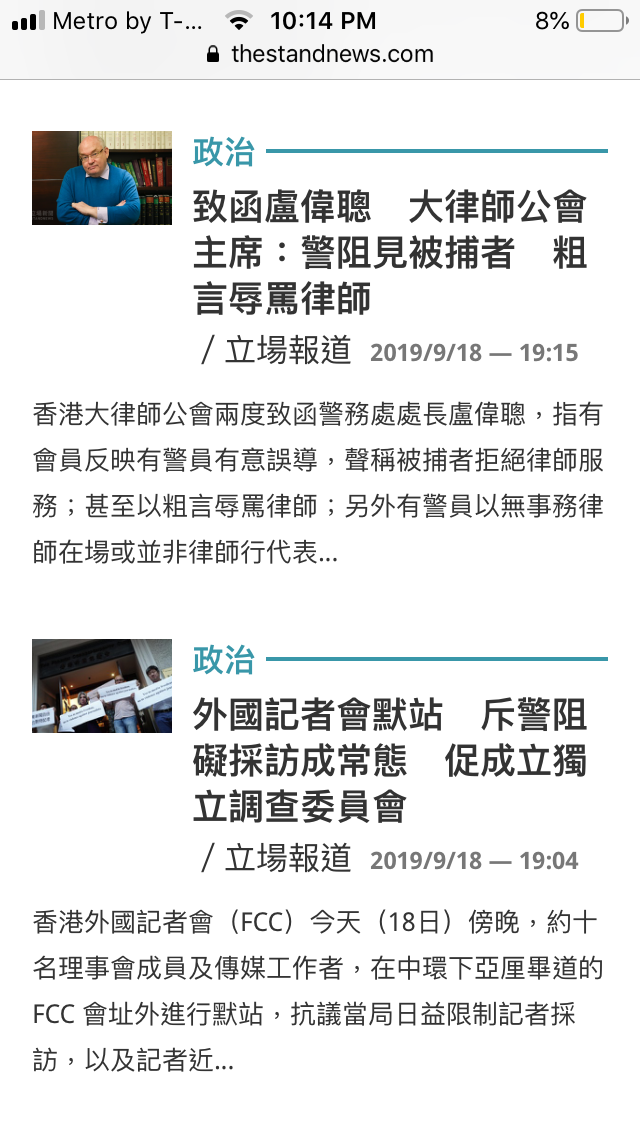 Metro by T-...
10:14 PM
8%
thestandnews.com
政治
致函盧偉聰　大律師公會
主席：警阻見被捕者　粗
言辱罵律師
/ 立場報道 2019/9/18 — 19:15
香港大律師公會兩度致函警務處處長盧偉聰，指有
會員反映有警員有意誤導，聲稱被捕者拒絕律師服
務；甚至以粗言辱罵律師；另外有警員以無事務律
師在場或並非律師行代表...
政治
外國記者會默站　斥警阻
礙採訪成常態　促成立獨
立調查委員會
/ 立場報道 2019/9/18 — 19:04
香港外國記者會（FCC）今天（18日）傍晚，約十
名理事會成員及傳媒工作者，在中環下亞厘畢道的
FCC 會址外進行默站，抗議當局日益限制記者採
訪，以及記者近...